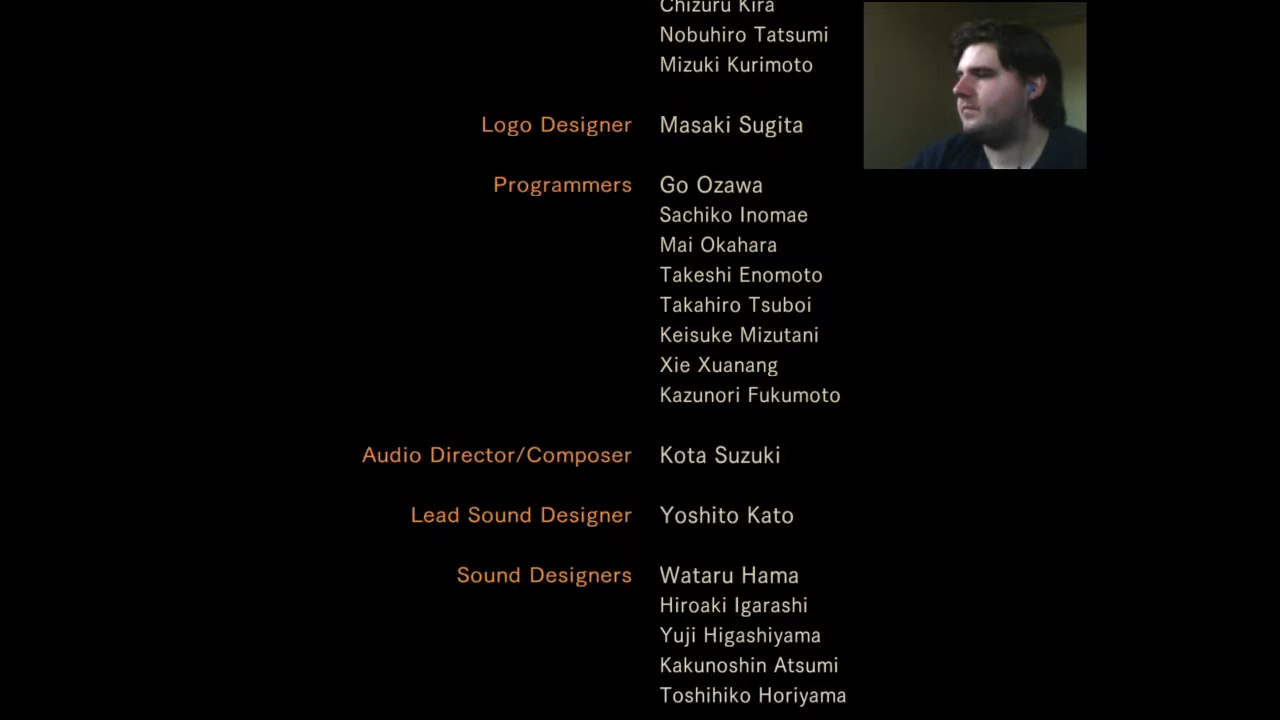 Chizuru Kira
Nobuhiro Tatsumi
Mizuki Kurimoto
Logo Designer Masaki Sugita
Programmers Go Ozawa
Sachiko Inomae
Mai Okahara
Takeshi Enomoto
Takahiro Tsuboi
Keisuke Mizutani
Xie Xuanang
Kazunori Fukumoto
Audio Director/Composer Kota Suzuki
Lead Sound Designer Yoshito Kato
Sound Designers Wataru Hama
Hiroaki Igarashi
Yuji Higashiyama
Kakunoshin Atsumi
Toshihiko Horiyama